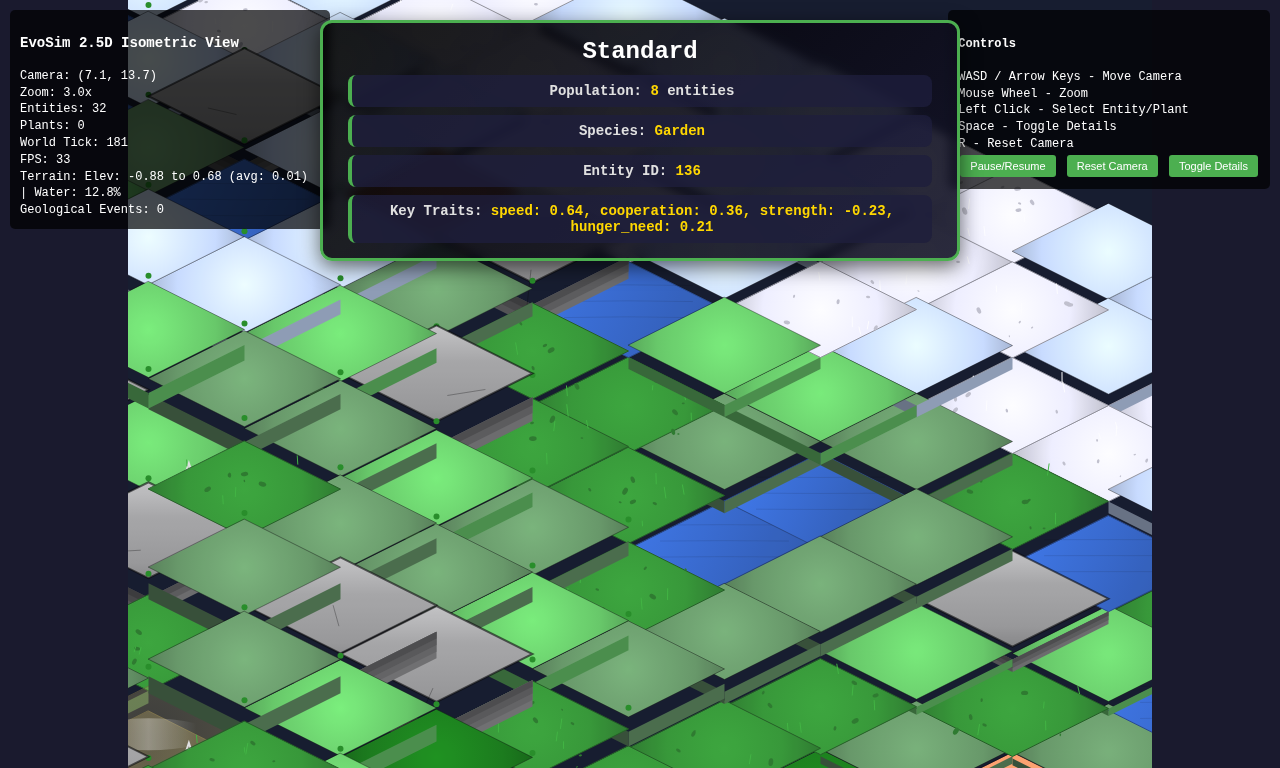 EvoSim 2.5D Isometric View
Camera: (7.1, 13.7)
Zoom: 3.0x
Entities: 32
Plants: 0
World Tick: 181
FPS: 33
Terrain: Elev: -0.88 to 0.68 (avg: 0.01)
| Water: 12.8%
Geological Events: 0
Standard
Population: 8 entities
Species: Garden
Entity ID: 136
Key Traits: speed: 0.64, cooperation: 0.36, strength: -0.23,
hunger_need: 0.21
Controls
WASD / Arrow Keys - Move Camera
Mouse Wheel - Zoom
Left Click - Select Entity/Plant
Space - Toggle Details
R - Reset Camera
Pause/Resume
Reset Camera
Toggle Details